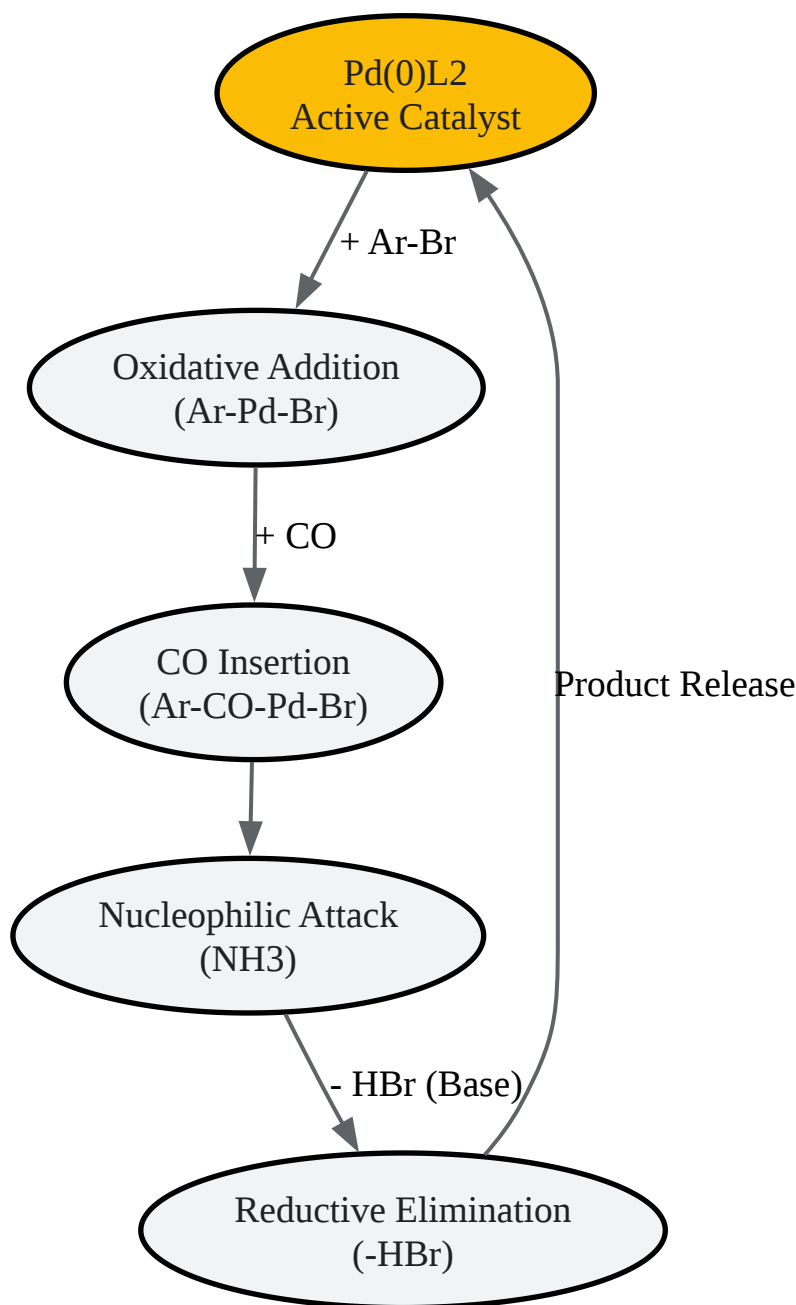 Pd(0)L2
Active Catalyst
+ Ar-Br
Oxidative Addition
(Ar-Pd-Br)
+ CO
CO Insertion
(Ar-CO-Pd-Br)
Product Release
Nucleophilic Attack
(NH3)
- HBr (Base)
Reductive Elimination
(-HBr)